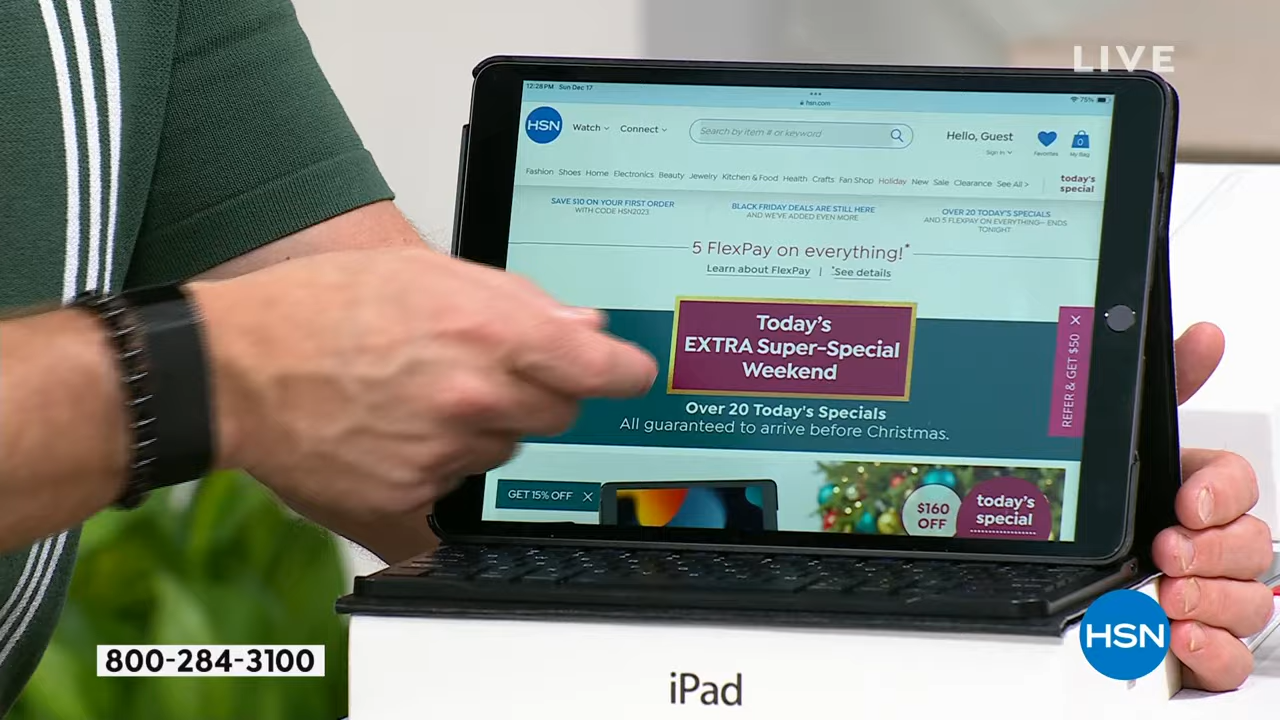 LIVE
12:28 PM Sun Dec 17
hsn.com
75%
HSN
Watch
Connect
Search by item # or keyword
Hello, Guest
Sign In
Favorites
0
My Bag
Fashion Shoes Home Electronics Beauty Jewelry Kitchen & Food Health Crafts Fan Shop Holiday New Sale Clearance See All >
today's
special
SAVE $10 ON YOUR FIRST ORDER
WITH CODE HSN2023
BLACK FRIDAY DEALS ARE STILL HERE
AND WE'VE ADDED EVEN MORE
OVER 20 TODAY'S SPECIALS
AND 5 FLEXPAY ON EVERYTHING– ENDS
TONIGHT
5 FlexPay on everything!*
Learn about FlexPay | *See details
Today's
EXTRA Super-Special
Weekend
REFER & GET $50 X
Over 20 Today's Specials
All guaranteed to arrive before Christmas.
GET 15% OFF X
$160
OFF
today's
special
HSN
800-284-3100
iPad